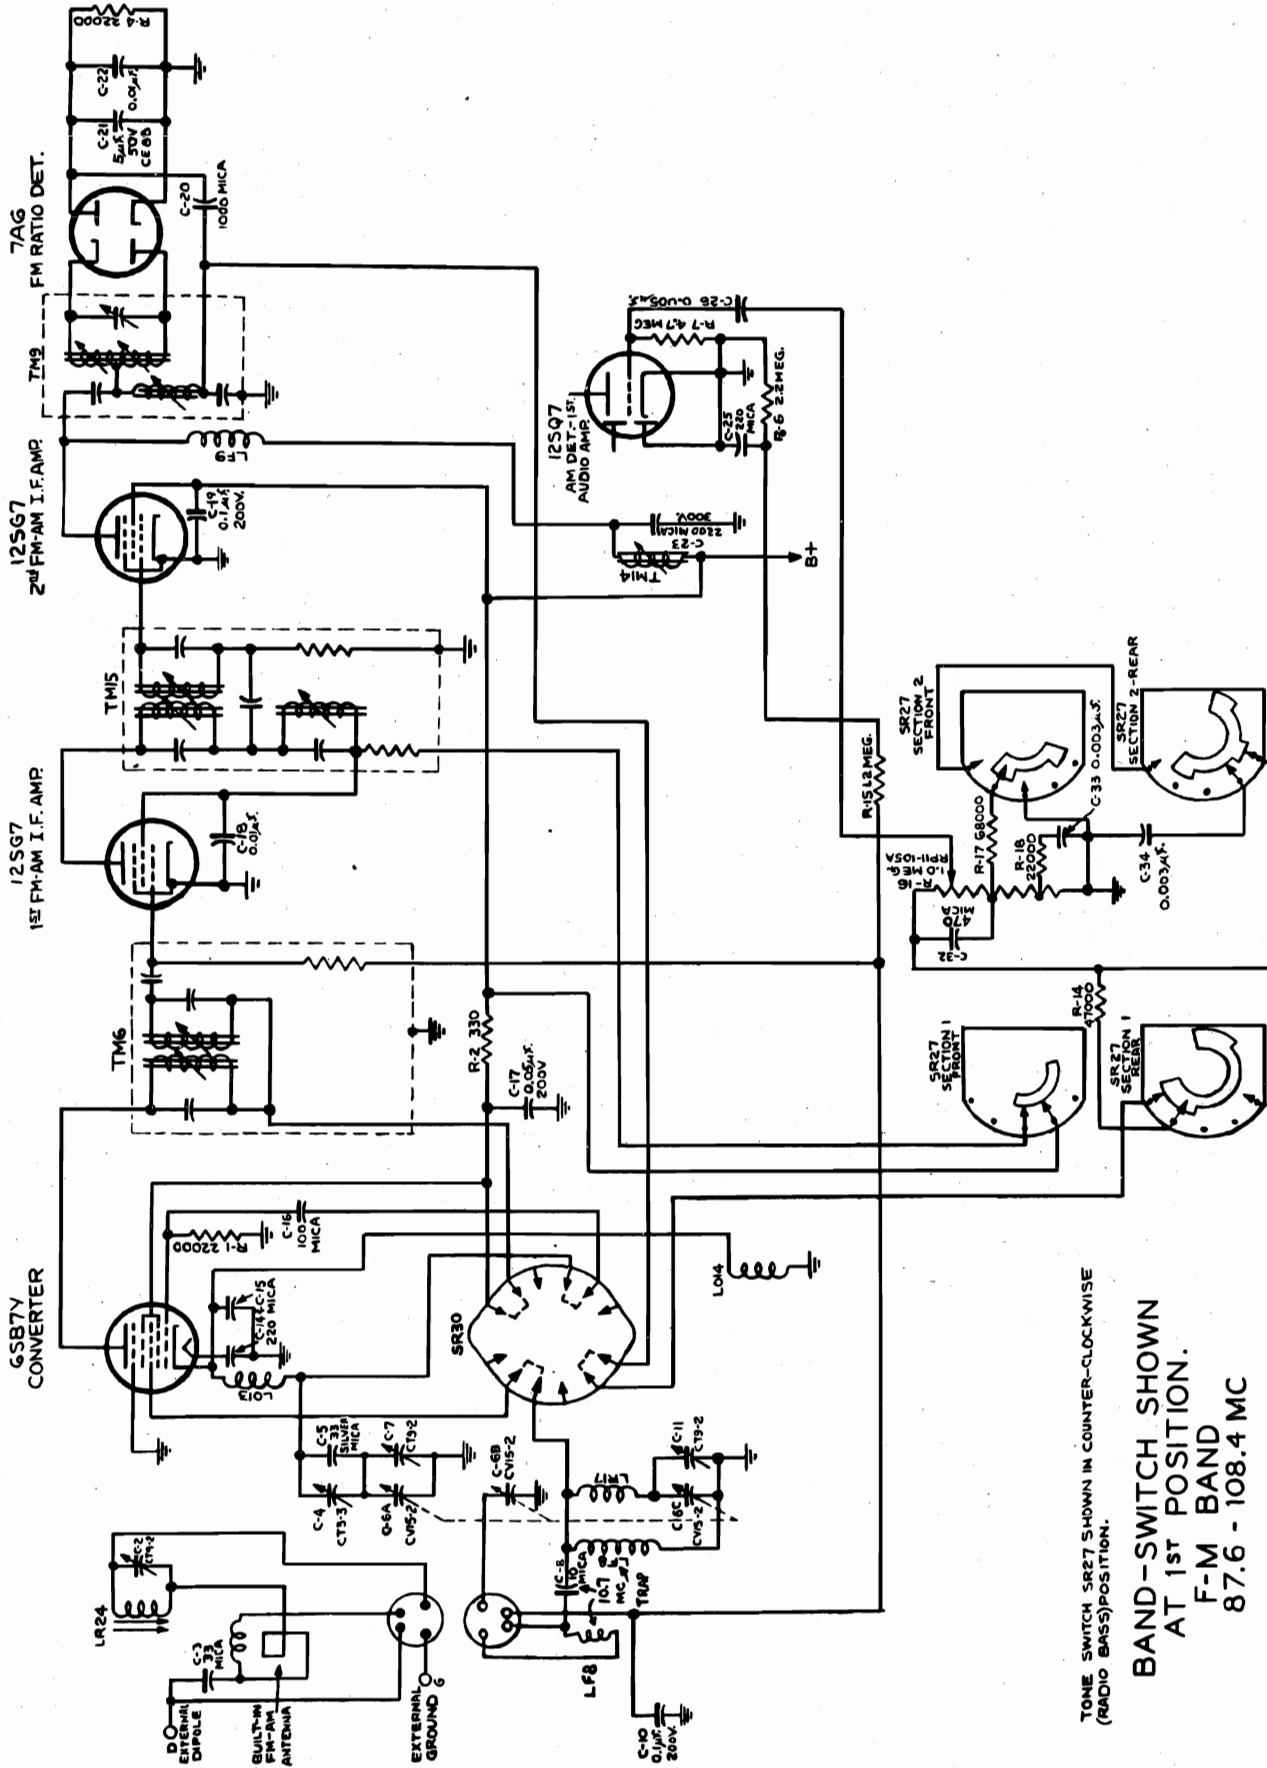 6SB7Y
CONVERTER
12SG7
1ST FM-AM I.F. AMP.
12SG7
2ND FM-AM I.F. AMP.
7AG
FM RATIO DET.
TM6
TM15
TM9
LR24
C-2
CT9-2
C-3
33
MICA
D
EXTERNAL
DIPOLE
BUILT-IN
FM-AM
ANTENNA
EXTERNAL
GROUND
G
C-4
CT3-3
C-5
33
SILVER
MICA
C-6A
CV15-2
C-7
CT9-2
LO13
C-14+C-15
220 MICA
R-1 22000
C-16
100
MICA
C-18
0.01µF.
C-19
0.1µF.
200V.
LF9
C-20
1000 MICA
C-21
5µF.
50V
CE8B
C-22
0.01µF.
R-4
22000
R-2 330
C-17
0.05µF.
200V
SR30
LO14
C-6B
CV15-2
C-8
10
MICA
10.7
MC
TRAP
LF8
C-10
0.1µF.
200V.
C-11
CT9-2
C16C
CV15-2
TM14
C-23
2200 MICA
300V.
B+
12SQ7
AM DET.-1ST.
AUDIO AMP.
C-25
220
MICA
R-6 2.2 MEG.
R-7 4.7 MEG
C-26 0.005µF.
R-15 1.2 MEG.
R-16
1.0 MEG.
RP11-105A
C-32
470
MICA
R-17 68000
R-18
22000
C-33 0.003µF.
C-34
0.003µF.
R-14
47000
SR27
SECTION 1
FRONT
SR27
SECTION 1
REAR
SR27
SECTION 2
FRONT
SR27
SECTION 2-REAR
TONE SWITCH SR27 SHOWN IN COUNTER-CLOCKWISE
(RADIO BASS) POSITION.
BAND-SWITCH SHOWN
AT 1ST POSITION.
F-M BAND
87.6 - 108.4 MC